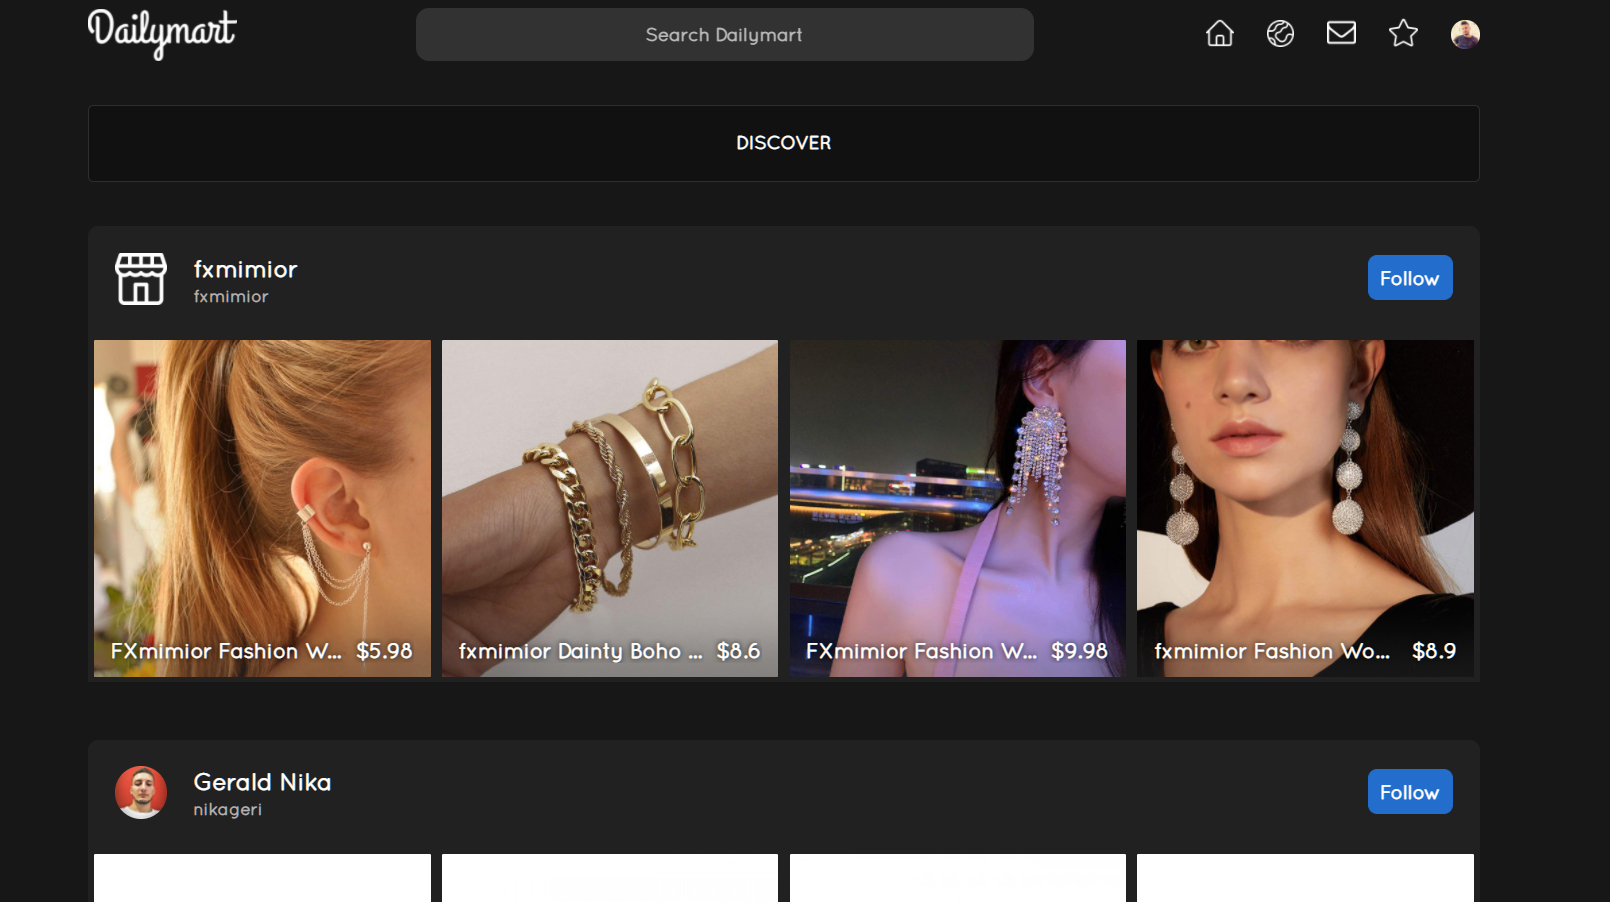 Dailymart
Search Dailymart
DISCOVER
fxmimior
fxmimior
Follow
FXmimior Fashion W... $5.98
fxmimior Dainty Boho ... $8.6
FXmimior Fashion W... $9.98
fxmimior Fashion Wo... $8.9
Gerald Nika
nikageri
Follow